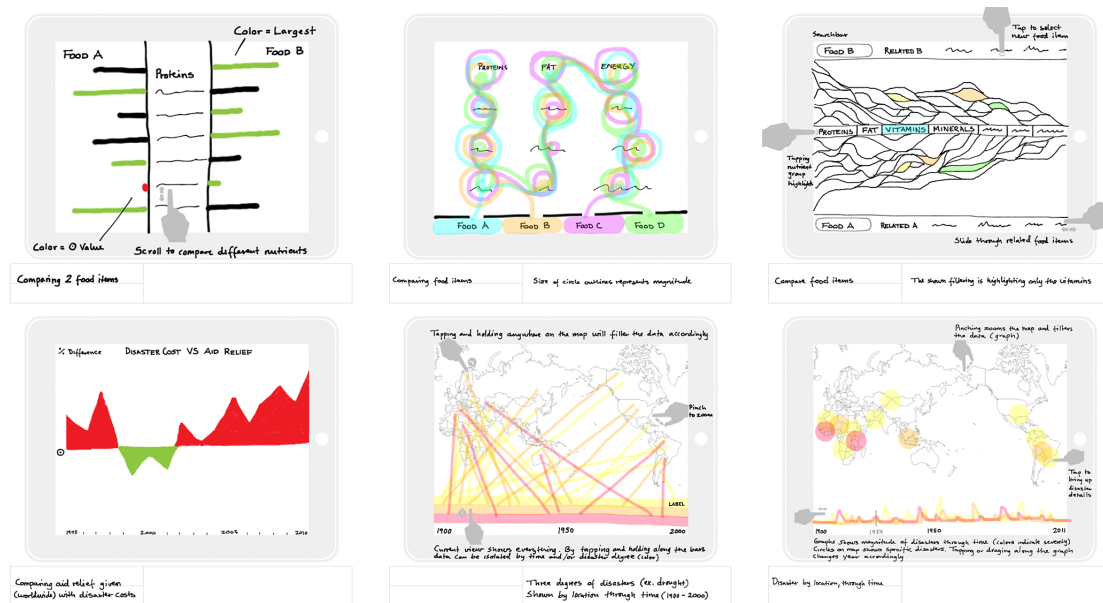 Color = Largest
FOOD A
FOOD B
Proteins
Color = 0 Value
Scroll to compare different nutrients
Comparing 2 food items
PROTEINS
FAT
ENERGY
FOOD A
FOOD B
FOOD C
FOOD D
Comparing food items
Size of circle outlines represents magnitude
Searchbar
Tap to select
new food item
FOOD B
RELATED B
PROTEINS
FAT
VITAMINS
MINERALS
Tapping
nutrient
group
highlights
FOOD A
RELATED A
Slide through related food items
Compare food items
The shown filtering is highlighting only the vitamins
% Difference
DISASTER COST VS AID RELIEF
0
1995
2000
2005
2010
Comparing aid relief given
(worldwide) with disaster costs
Tapping and holding anywhere on the map will filter the data accordingly
Pinch
to zoom
LABEL
1900
1950
2000
Current view shows everything. By tapping and holding along the bars
data can be isolated by time and/or disaster degree (color)
Three degrees of disasters (ex. drought)
Shown by location through time (1900 - 2000)
Pinching zooms the map and filters
the data (graph)
Tap to
bring up
disaster
details
1900
1980
2011
Graphs shows magnitude of disasters through time (colors indicate severity)
Circles on map shows specific disasters. Tapping or draging along the graph
changes year accordingly
Disaster by location, through time